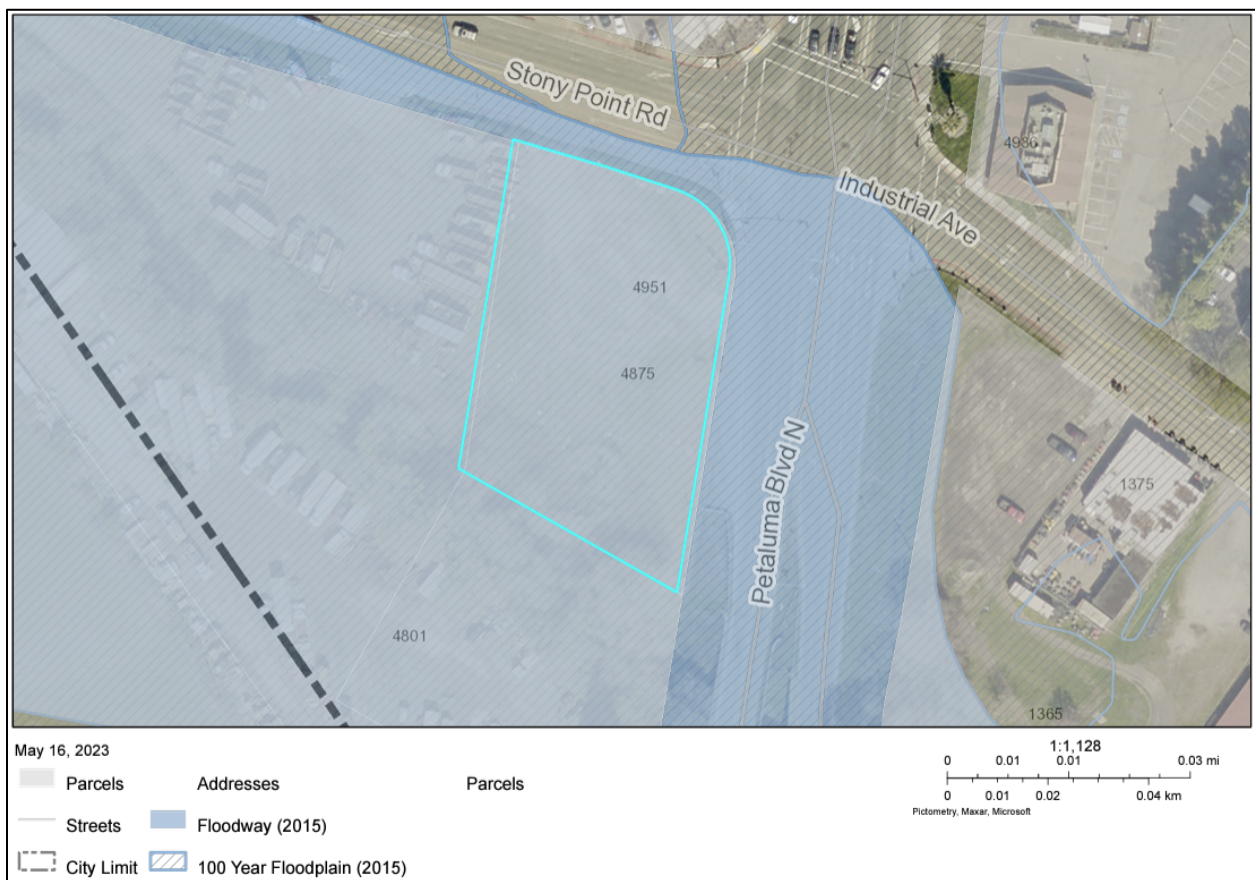 Stony Point Rd
4986
Industrial Ave
4951
4875
Petaluma Blvd N
1375
4801
1365
May 16, 2023
Parcels Addresses Parcels
Streets Floodway (2015)
City Limit 100 Year Floodplain (2015)
1:1,128
0 0.01 0.01 0.03 mi
0 0.01 0.02 0.04 km
Pictometry, Maxar, Microsoft